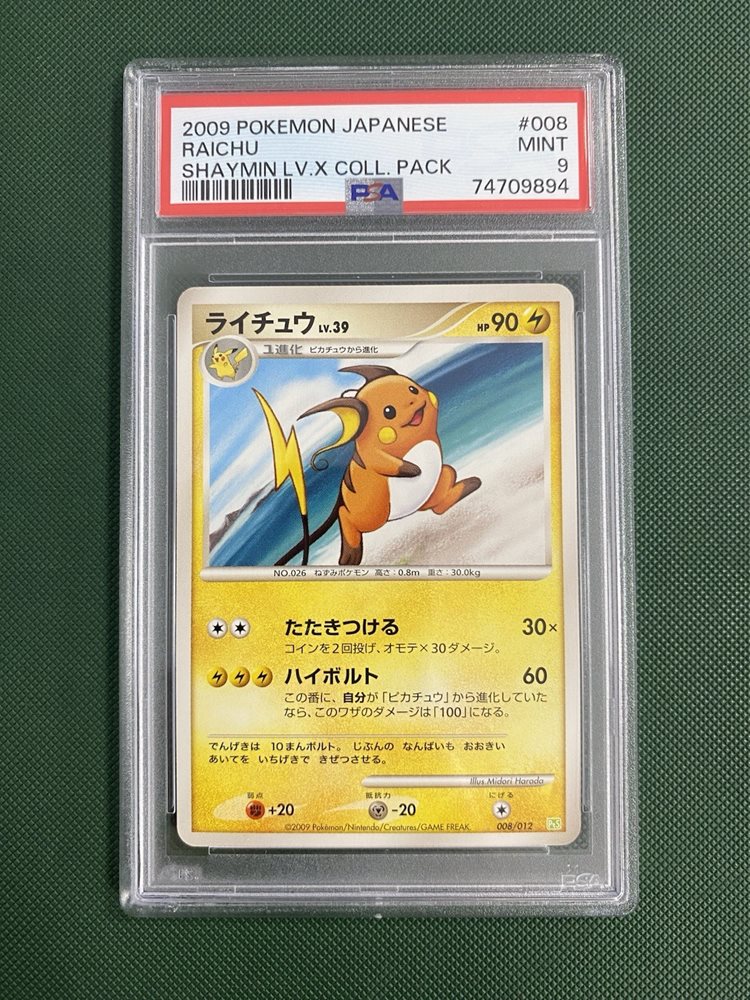 2009 POKEMON JAPANESE #008
RAICHU MINT
SHAYMIN LV.X COLL. PACK 9
PSA 74709894
ライチュウ LV.39 HP 90
1進化 ピカチュウから進化
NO.026 ねずみポケモン 高さ：0.8m 重さ：30.0kg
たたきつける 30×
コインを2回投げ、オモテ×30ダメージ。
ハイボルト 60
この番に、自分が「ピカチュウ」から進化していた
なら、このワザのダメージは「100」になる。
でんげきは 10まんボルト。 じぶんの なんばいも おおきい
あいてを いちげきで きぜつさせる。
Illus.Midori Harada
弱点 抵抗力 にげる
+20 -20
©2009 Pokémon/Nintendo/Creatures/GAME FREAK. 008/012 PtS
PSA